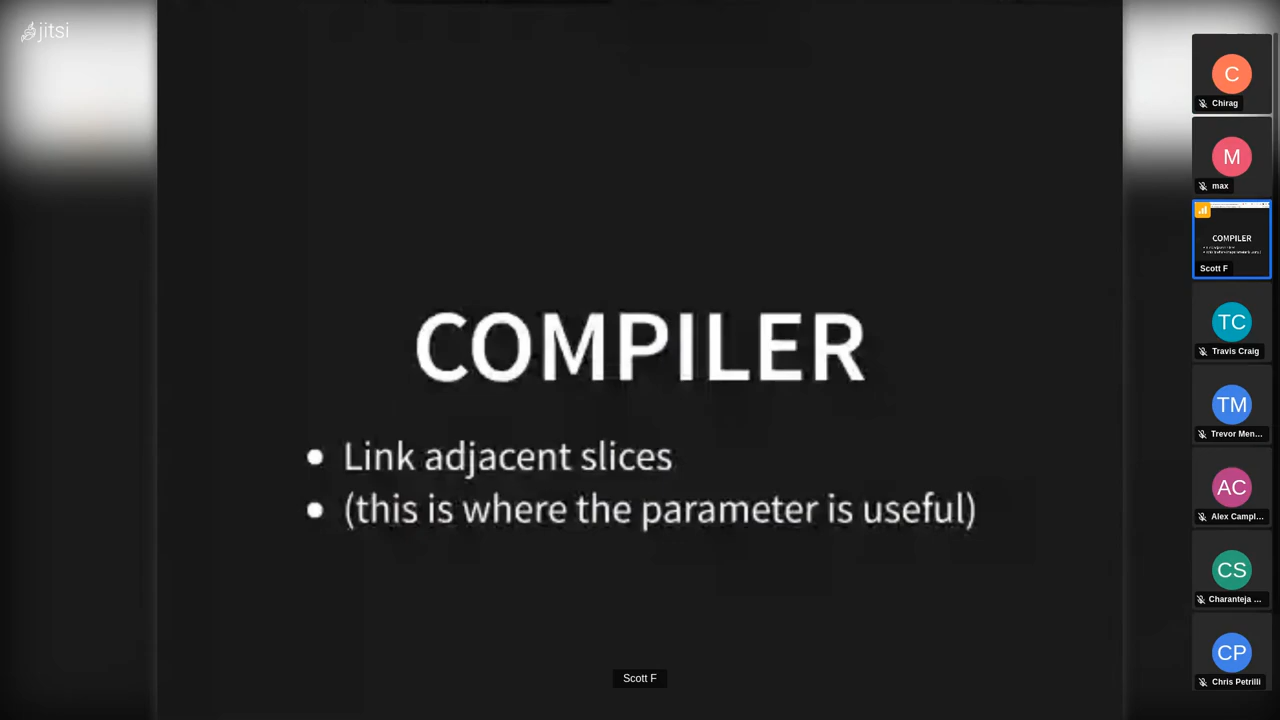 jitsi
COMPILER
• Link adjacent slices
• (this is where the parameter is useful)
Scott F
C
Chirag
M
max
COMPILER
Scott F
TC
Travis Craig
TM
Trevor Men...
AC
Alex Campl...
CS
Charanteja ...
CP
Chris Petrilli